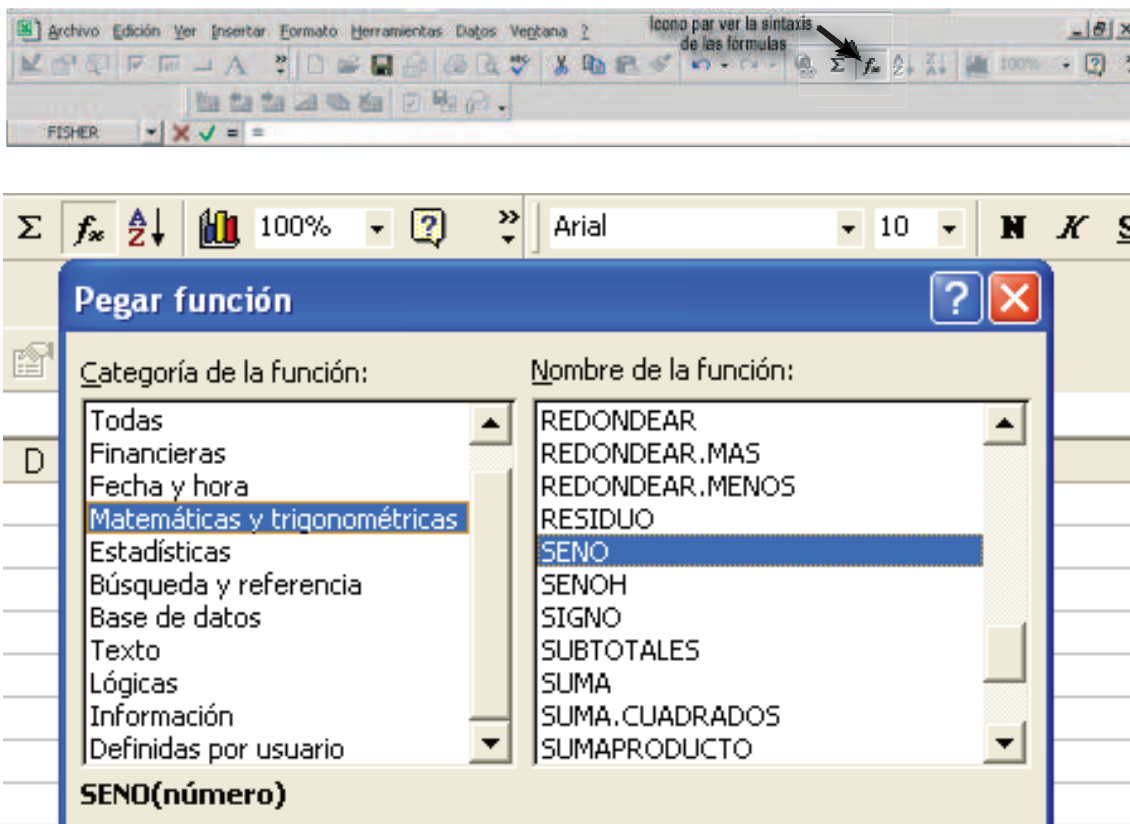 Archivo Edición Ver Insertar Formato Herramientas Datos Ventana ?
Icono par ver la sintaxis
de las fórmulas
Σ fx 100%
FISHER = =
Σ fx A Z 100% ? Arial 10 N K S
Pegar función
Categoría de la función:
Nombre de la función:
Todas
Financieras
Fecha y hora
Matemáticas y trigonométricas
Estadísticas
Búsqueda y referencia
Base de datos
Texto
Lógicas
Información
Definidas por usuario
REDONDEAR
REDONDEAR.MAS
REDONDEAR.MENOS
RESIDUO
SENO
SENOH
SIGNO
SUBTOTALES
SUMA
SUMA.CUADRADOS
SUMAPRODUCTO
D
SENO(número)